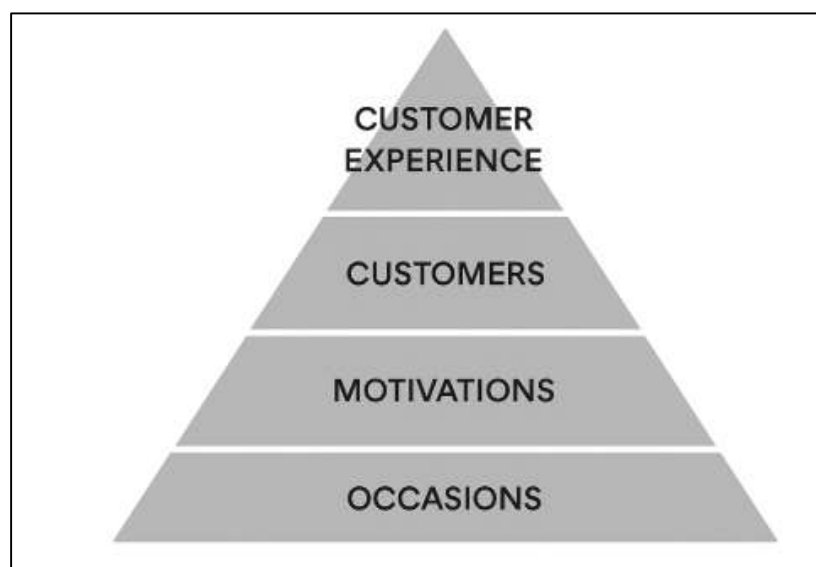 CUSTOMER
EXPERIENCE
CUSTOMERS
MOTIVATIONS
OCCASIONS